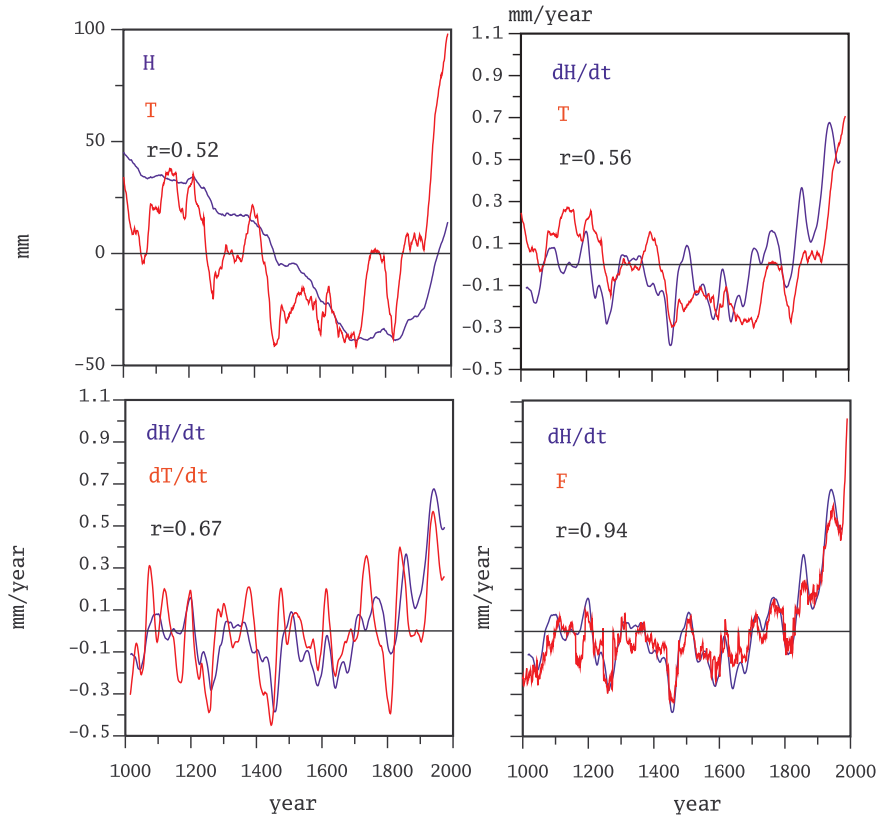 mm/year
100
50
0
−50
mm
H
T
r=0.52
1.1
0.9
0.7
0.5
0.3
0.1
−0.1
−0.3
−0.5
dH/dt
T
r=0.56
1.1
0.9
0.7
0.5
0.3
0.1
−0.1
−0.3
−0.5
mm/year
dH/dt
dT/dt
r=0.67
1000 1200 1400 1600 1800 2000
year
mm/year
dH/dt
F
r=0.94
1000 1200 1400 1600 1800 2000
year